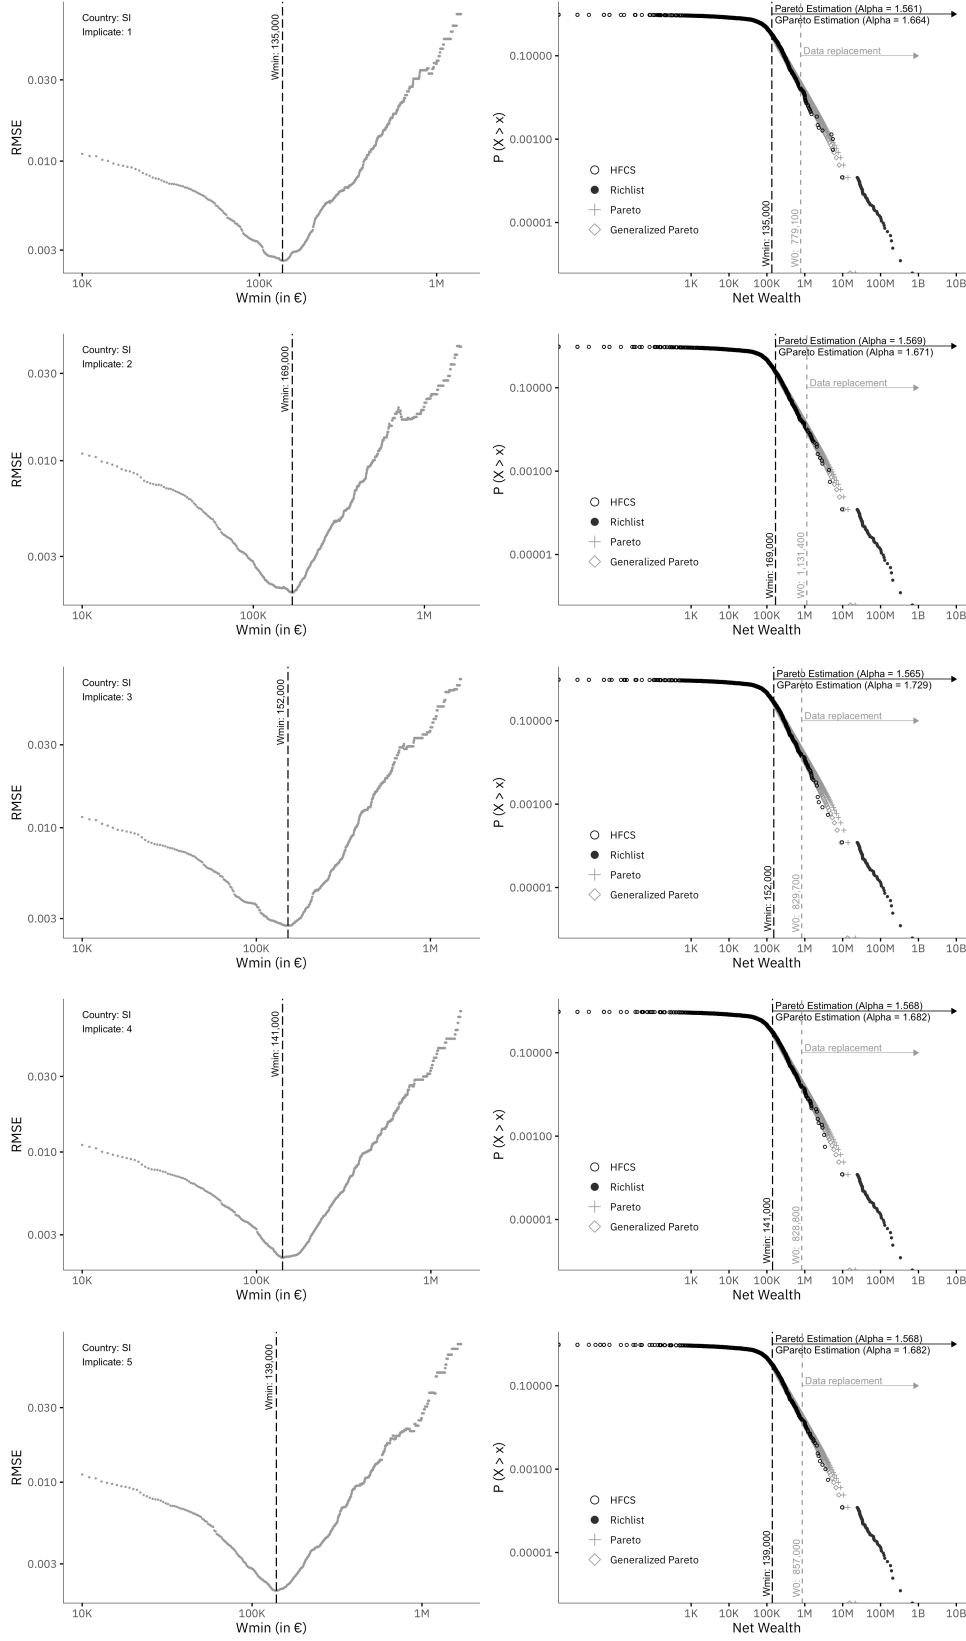 Country: SI
Implicate: 1
Wmin: 135,000
0.030
0.010
0.003
RMSE
10K 100K 1M
Wmin (in €)
Pareto Estimation (Alpha = 1.561)
GPareto Estimation (Alpha = 1.664)
Data replacement
0.10000
0.00100
0.00001
P (X > x)
HFCS
Richlist
Pareto
Generalized Pareto
Wmin: 135,000
W0: 779,100
1K 10K 100K 1M 10M 100M 1B 10B
Net Wealth
Country: SI
Implicate: 2
Wmin: 169,000
0.030
0.010
0.003
RMSE
10K 100K 1M
Wmin (in €)
Pareto Estimation (Alpha = 1.569)
GPareto Estimation (Alpha = 1.671)
Data replacement
0.10000
0.00100
0.00001
P (X > x)
HFCS
Richlist
Pareto
Generalized Pareto
Wmin: 169,000
W0: 1,131,400
1K 10K 100K 1M 10M 100M 1B 10B
Net Wealth
Country: SI
Implicate: 3
Wmin: 152,000
0.030
0.010
0.003
RMSE
10K 100K 1M
Wmin (in €)
Pareto Estimation (Alpha = 1.565)
GPareto Estimation (Alpha = 1.729)
Data replacement
0.10000
0.00100
0.00001
P (X > x)
HFCS
Richlist
Pareto
Generalized Pareto
Wmin: 152,000
W0: 829,700
1K 10K 100K 1M 10M 100M 1B 10B
Net Wealth
Country: SI
Implicate: 4
Wmin: 141,000
0.030
0.010
0.003
RMSE
10K 100K 1M
Wmin (in €)
Pareto Estimation (Alpha = 1.568)
GPareto Estimation (Alpha = 1.682)
Data replacement
0.10000
0.00100
0.00001
P (X > x)
HFCS
Richlist
Pareto
Generalized Pareto
Wmin: 141,000
W0: 828,800
1K 10K 100K 1M 10M 100M 1B 10B
Net Wealth
Country: SI
Implicate: 5
Wmin: 139,000
0.030
0.010
0.003
RMSE
10K 100K 1M
Wmin (in €)
Pareto Estimation (Alpha = 1.568)
GPareto Estimation (Alpha = 1.682)
Data replacement
0.10000
0.00100
0.00001
P (X > x)
HFCS
Richlist
Pareto
Generalized Pareto
Wmin: 139,000
W0: 857,000
1K 10K 100K 1M 10M 100M 1B 10B
Net Wealth